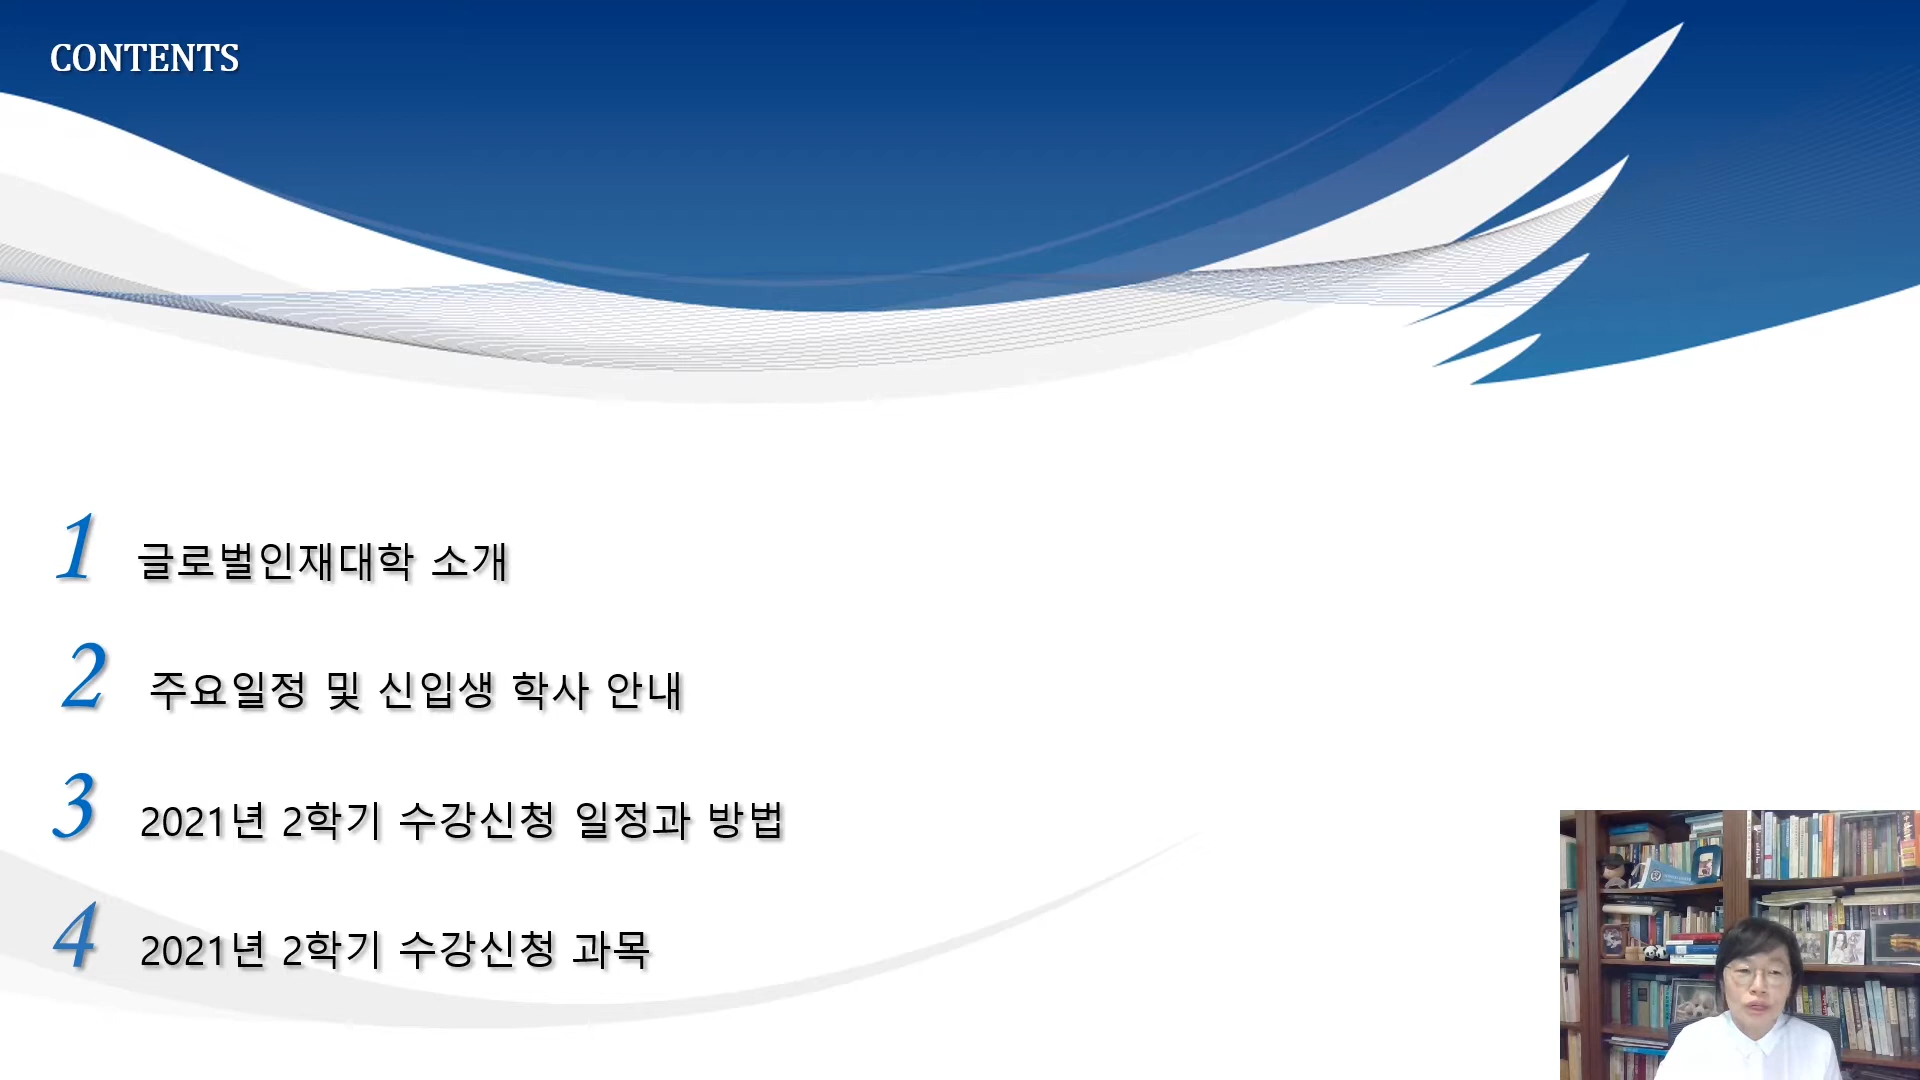 CONTENTS
1 글로벌인재대학 소개
2 주요일정 및 신입생 학사 안내
3 2021년 2학기 수강신청 일정과 방법
4 2021년 2학기 수강신청 과목